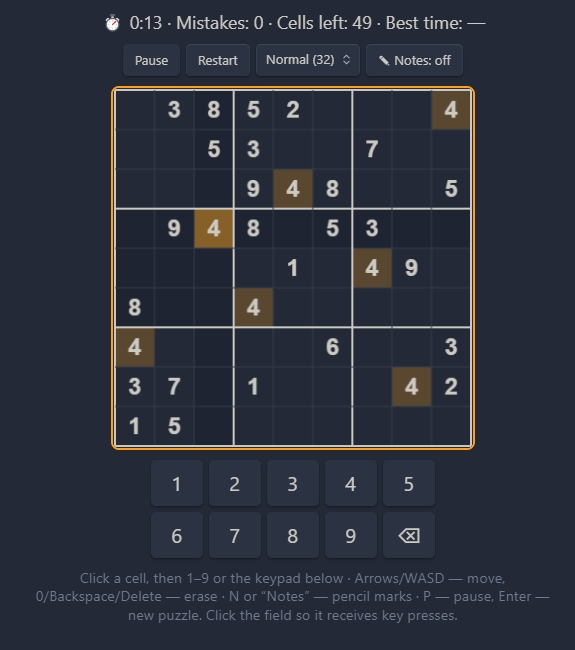 ⏱ 0:13 · Mistakes: 0 · Cells left: 49 · Best time: —
Pause Restart Normal (32) ✎ Notes: off
3 8 5 2 4
5 3 7
9 4 8 5
9 4 8 5 3
1 4 9
8 4
4 6 3
3 7 1 4 2
1 5
1 2 3 4 5
6 7 8 9 ⌫
Click a cell, then 1–9 or the keypad below · Arrows/WASD — move,
0/Backspace/Delete — erase · N or “Notes” — pencil marks · P — pause, Enter —
new puzzle. Click the field so it receives key presses.